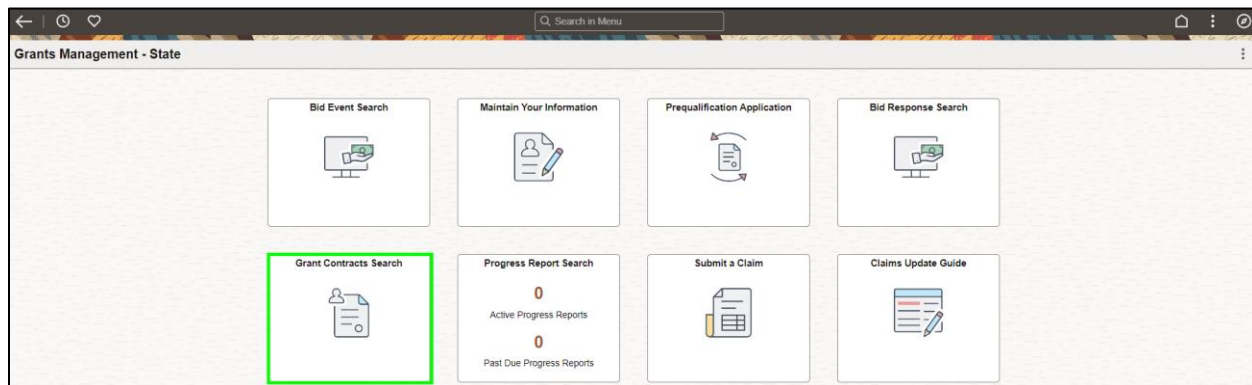 Search in Menu
Grants Management - State
Bid Event Search
Maintain Your Information
Prequalification Application
Bid Response Search
Grant Contracts Search
Progress Report Search
0
Active Progress Reports
0
Past Due Progress Reports
Submit a Claim
Claims Update Guide